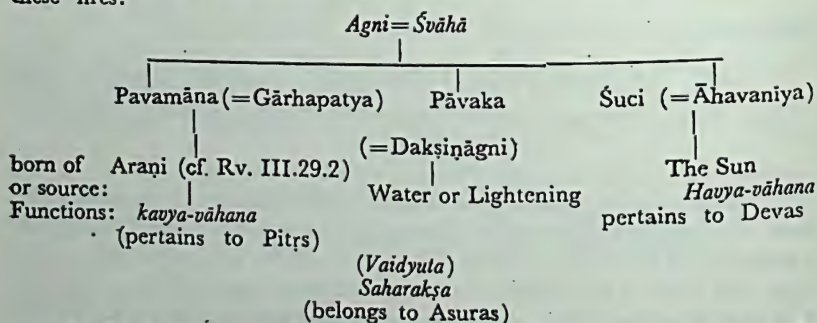 these fires:
Agni=Śvāhā
Pavamāna (=Gārhapatya) Pāvaka Śuci (=Āhavaniya)
(=Dakṣiṇāgni)
born of Araṇi (cf. Rv. III.29.2) The Sun
or source: Water or Lightening Havya-vāhana
Functions: kavya-vāhana pertains to Devas
(pertains to Pitṛs)
(Vaidyuta)
Saharakṣa
(belongs to Asuras)